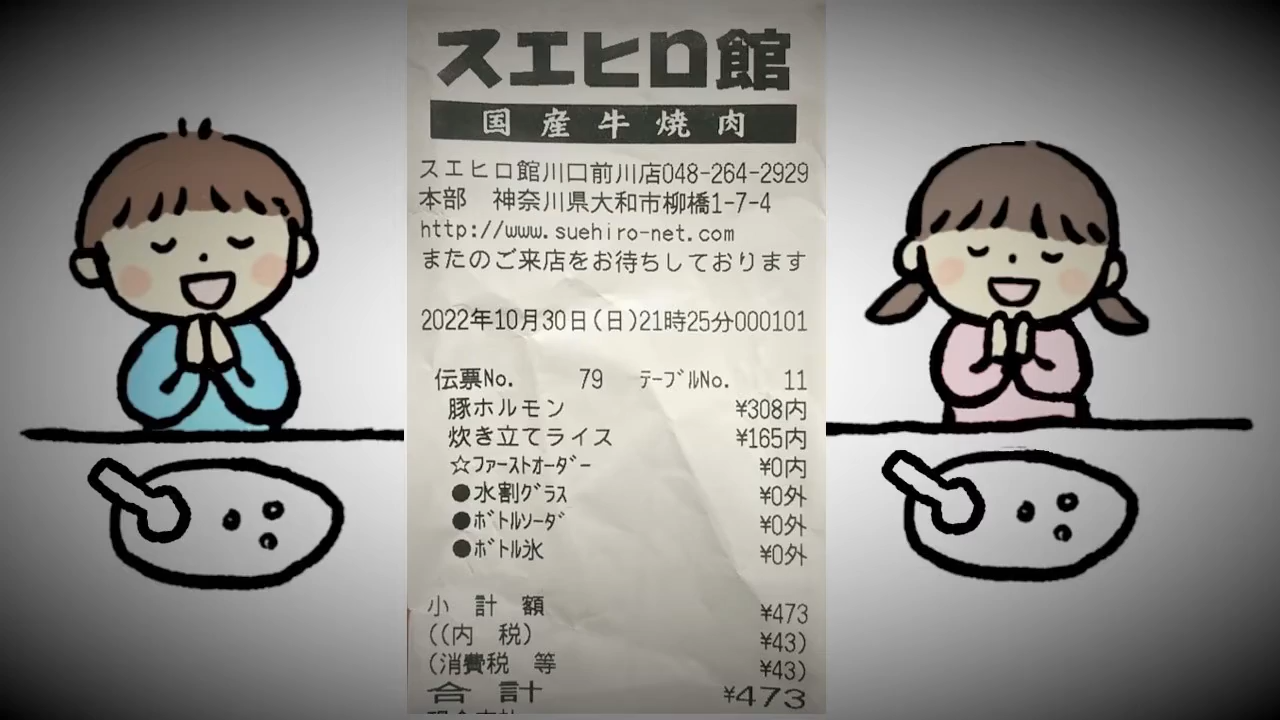 スエヒロ館
国産牛焼肉
スエヒロ館川口前川店048-264-2929
本部 神奈川県大和市柳橋1-7-4
http://www.suehiro-net.com
またのご来店をお待ちしております
2022年10月30日(日)21時25分000101
伝票No. 79 ﾃｰﾌﾞﾙNo. 11
豚ホルモン ¥308内
炊き立てライス ¥165内
☆ﾌｧｰｽﾄｵｰﾀﾞｰ ¥0内
●水割ｸﾞﾗｽ ¥0外
●ﾎﾞﾄﾙｿｰﾀﾞ ¥0外
●ﾎﾞﾄﾙ氷 ¥0外
小 計 額 ¥473
((内 税) ¥43)
(消費税 等 ¥43)
合 計 ¥473